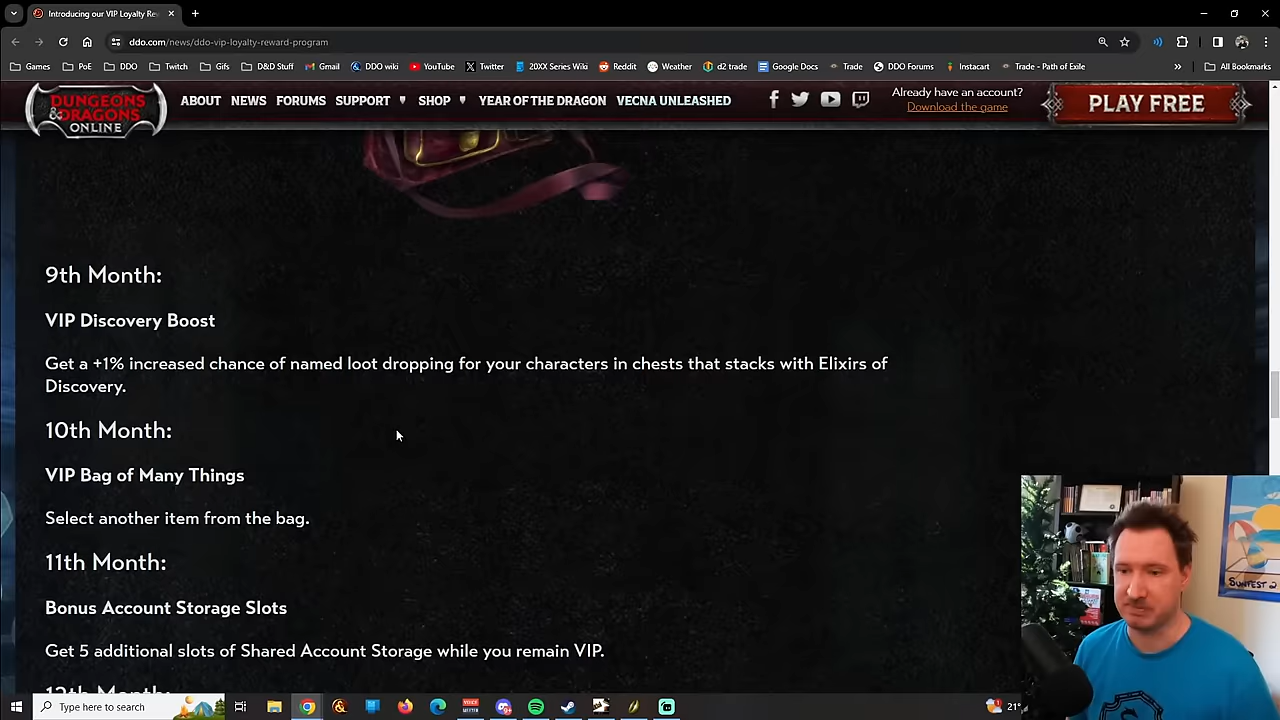 Introducing our VIP Loyalty Rew
ddo.com/news/ddo-vip-loyalty-reward-program
Games PoE DDO Twitch Gifs D&D Stuff Gmail DDO wiki YouTube Twitter 20XX Series Wiki Reddit Weather d2 trade Google Docs Trade DDO Forums Instacart Trade - Path of Exile » All Bookmarks
DUNGEONS & DRAGONS ONLINE
ABOUT NEWS FORUMS SUPPORT SHOP YEAR OF THE DRAGON VECNA UNLEASHED
Already have an account?
Download the game
PLAY FREE
9th Month:
VIP Discovery Boost
Get a +1% increased chance of named loot dropping for your characters in chests that stacks with Elixirs of
Discovery.
10th Month:
VIP Bag of Many Things
Select another item from the bag.
11th Month:
Bonus Account Storage Slots
Get 5 additional slots of Shared Account Storage while you remain VIP.
12th Month:
SUNFEST
Type here to search
21°